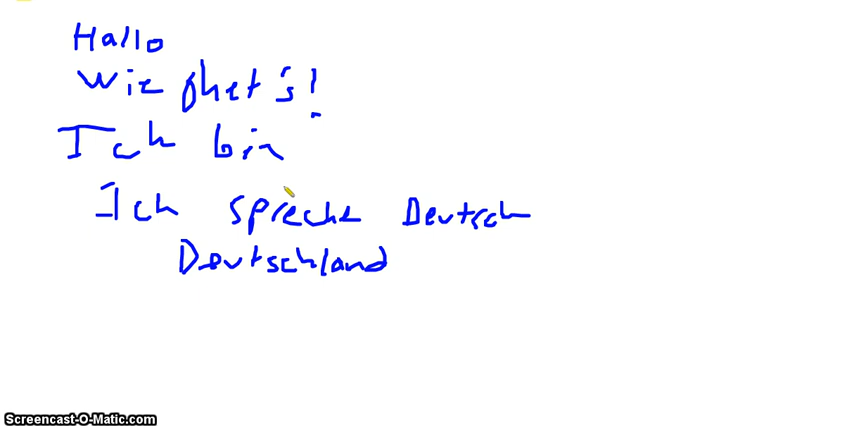 Hallo
Wie ghet's!
Ich bin
Ich spreche Deutsch
Deutschland
Screencast-O-Matic.com